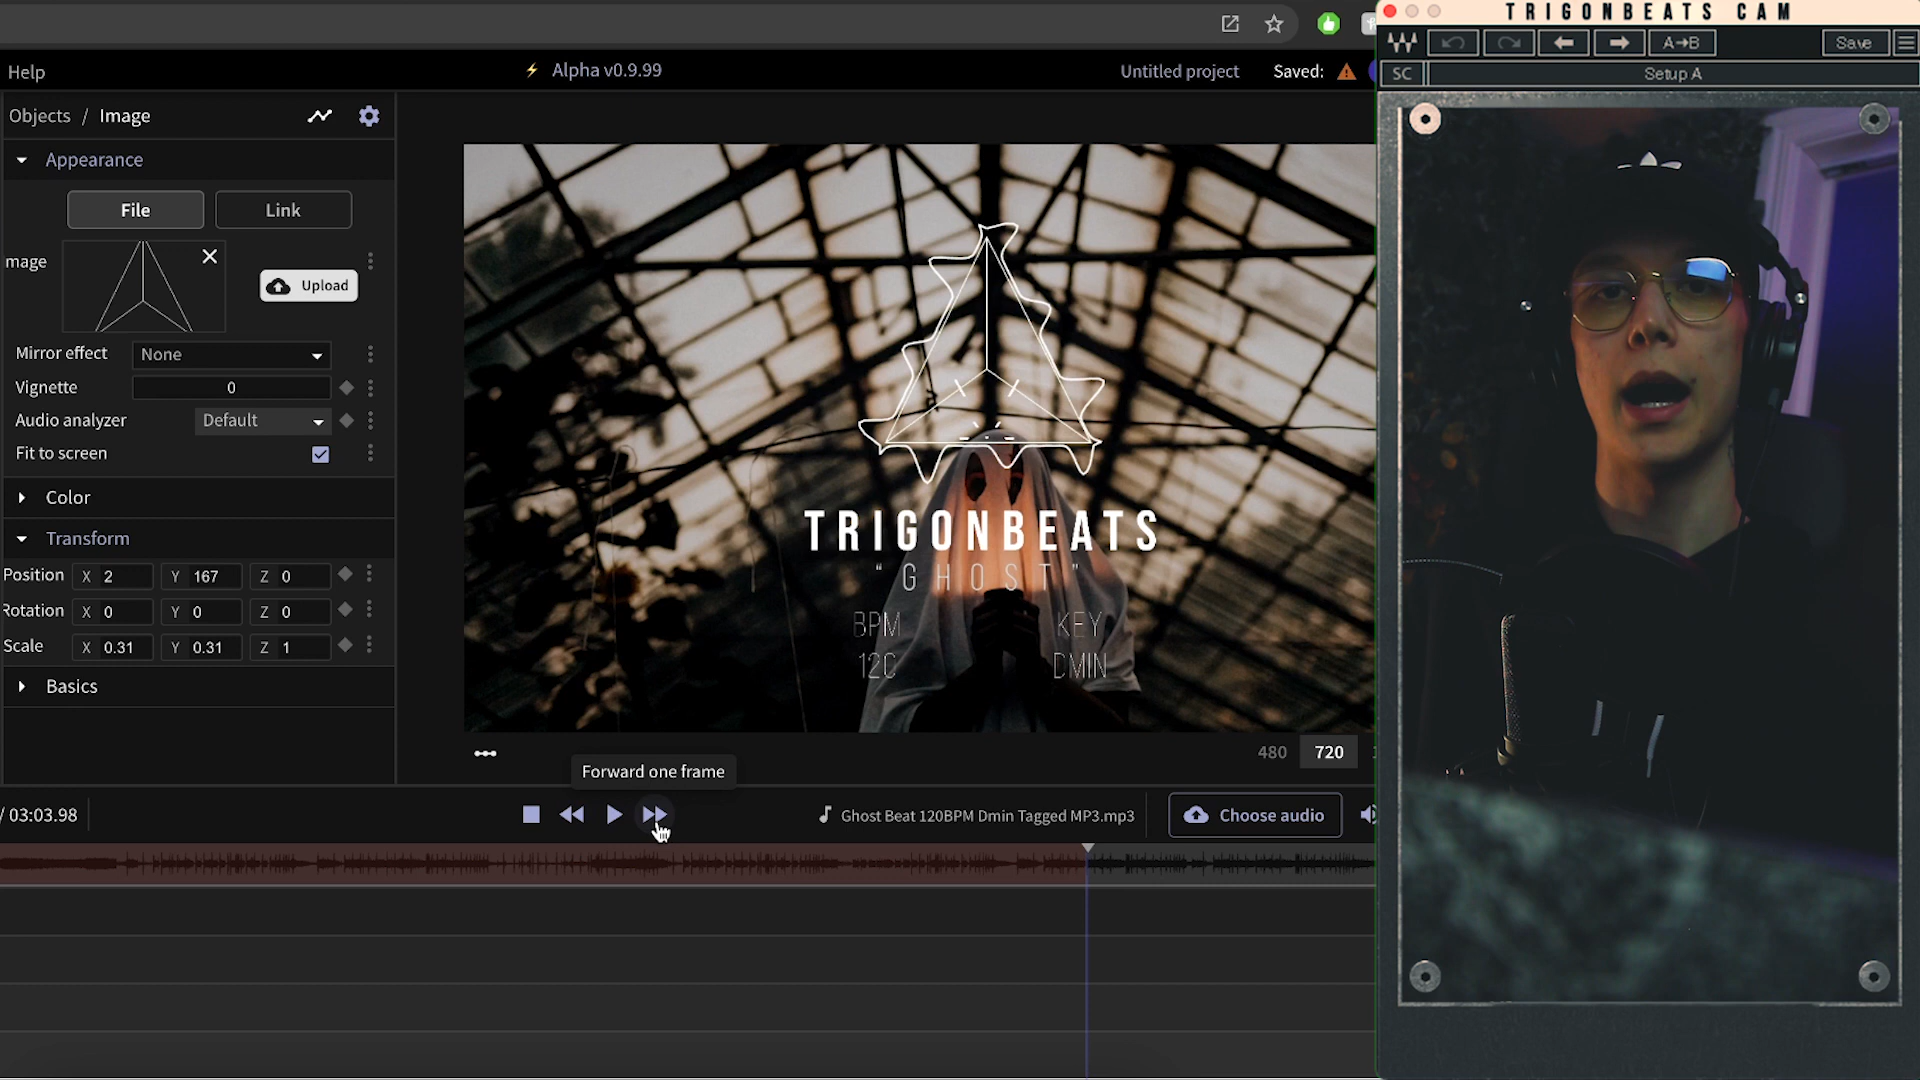 TRIGONBEATS CAM
A➔B
Save
SC
Setup A
Help
⚡ Alpha v0.9.99
Untitled project
Saved:
Objects / Image
Appearance
File
Link
mage
Upload
Mirror effect
None
Vignette
0
Audio analyzer
Default
Fit to screen
Color
Transform
Position X 2 Y 167 Z 0
Rotation X 0 Y 0 Z 0
Scale X 0.31 Y 0.31 Z 1
Basics
TRIGONBEATS
"GHOST"
BPM KEY
120 DMIN
480 720
Forward one frame
/ 03:03.98
Ghost Beat 120BPM Dmin Tagged MP3.mp3
Choose audio